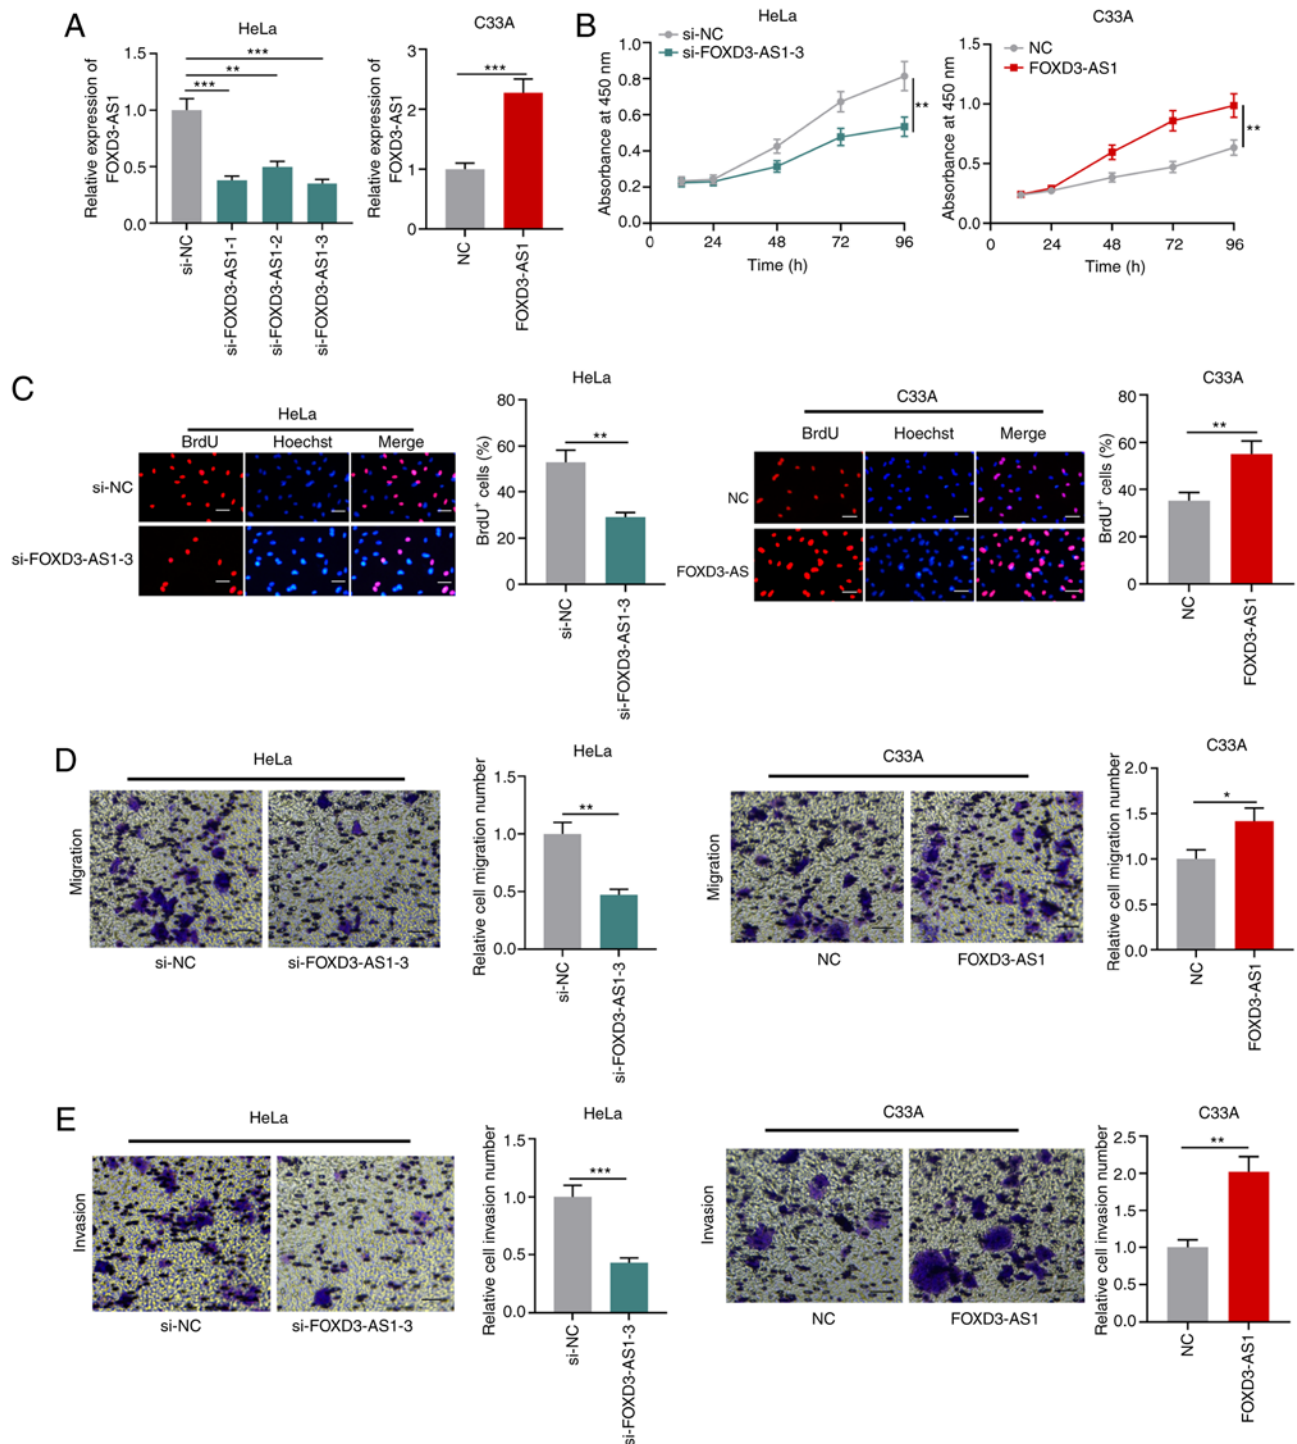 A
HeLa
Relative expression of
FOXD3-AS1
1.5
1.0
0.5
0.0
***
**
***
si-NC
si-FOXD3-AS1-1
si-FOXD3-AS1-2
si-FOXD3-AS1-3
C33A
Relative expression of
FOXD3-AS1
3
2
1
0
***
NC
FOXD3-AS1
B
HeLa
si-NC
si-FOXD3-AS1-3
Absorbance at 450 nm
1.0
0.8
0.6
0.4
0.2
0.0
**
0 24 48 72 96
Time (h)
C33A
NC
FOXD3-AS1
Absorbance at 450 nm
1.5
1.0
0.5
0.0
**
0 24 48 72 96
Time (h)
C
HeLa
BrdU Hoechst Merge
si-NC
si-FOXD3-AS1-3
HeLa
BrdU⁺ cells (%)
80
60
40
20
0
**
si-NC
si-FOXD3-AS1-3
C33A
BrdU Hoechst Merge
NC
FOXD3-AS
C33A
BrdU⁺ cells (%)
80
60
40
20
0
**
NC
FOXD3-AS1
D
HeLa
Migration
si-NC si-FOXD3-AS1-3
HeLa
Relative cell migration number
1.5
1.0
0.5
0.0
**
si-NC
si-FOXD3-AS1-3
C33A
Migration
NC FOXD3-AS1
C33A
Relative cell migration number
2.0
1.5
1.0
0.5
0.0
*
NC
FOXD3-AS1
E
HeLa
Invasion
si-NC si-FOXD3-AS1-3
HeLa
Relative cell invasion number
1.5
1.0
0.5
0.0
***
si-NC
si-FOXD3-AS1-3
C33A
Invasion
NC FOXD3-AS1
C33A
Relative cell invasion number
2.5
2.0
1.5
1.0
0.5
0.0
**
NC
FOXD3-AS1